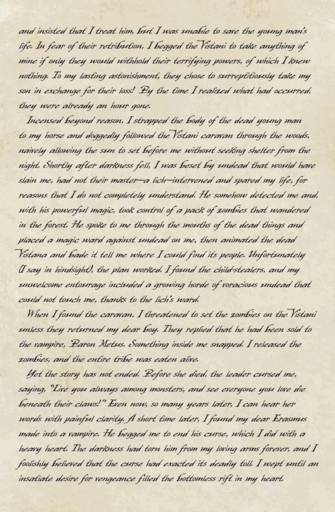 and insisted that I treat him, but I was unable to save the young man's
life. In fear of their retribution, I begged the Vistani to take anything of
mine if only they would withhold their terrifying powers, of which I knew
nothing. To my lasting astonishment, they chose to surreptitiously take my
son in exchange for their loss! By the time I realized what had occurred,
they were already an hour gone.
Incensed beyond reason, I strapped the body of the dead young man
to my horse and doggedly followed the Vistani caravan through the woods,
naively allowing the sun to set before me without seeking shelter from the
night. Shortly after darkness fell, I was beset by undead that would have
slain me, had not their master—a lich—intervened and spared my life, for
reasons that I do not completely understand. He somehow detected me and,
with his powerful magic, took control of a pack of zombies that wandered
in the forest. He spoke to me through the mouths of the dead things and
placed a magic ward against undead on me, then animated the dead
Vistana and bade it tell me where I could find its people. Unfortunately
(I say in hindsight), the plan worked. I found the child-stealers, and my
unwelcome entourage included a growing horde of voracious undead that
could not touch me, thanks to the lich's ward.
When I found the caravan, I threatened to set the zombies on the Vistani
unless they returned my dear boy. They replied that he had been sold to
the vampire, Baron Metus. Something inside me snapped. I released the
zombies, and the entire tribe was eaten alive.
Yet the story has not ended. Before she died, the leader cursed me,
saying, "Live you always among monsters, and see everyone you love die
beneath their claws!" Even now, so many years later, I can hear her
words with painful clarity. A short time later, I found my dear Erasmus
made into a vampire. He begged me to end his curse, which I did with a
heavy heart. The darkness had torn him from my loving arms forever, and I
foolishly believed that the curse had exacted its deadly toll. I wept until an
insatiate desire for vengeance filled the bottomless rift in my heart.